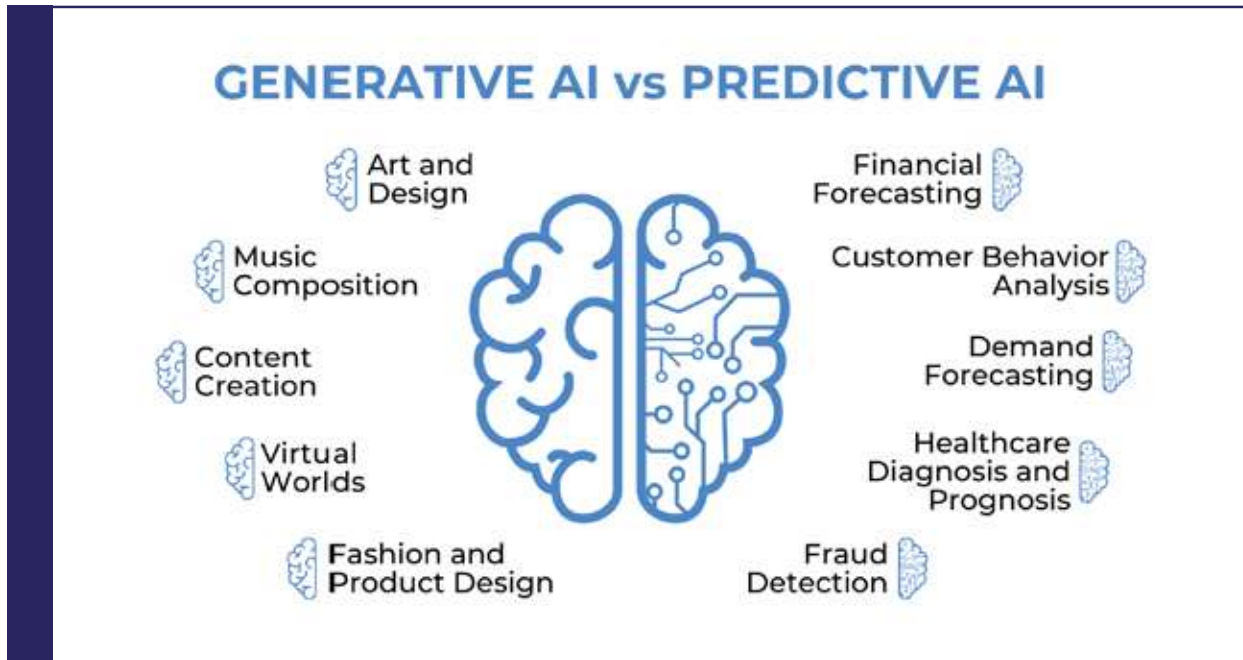 GENERATIVE AI vs PREDICTIVE AI
Art and
Design
Music
Composition
Content
Creation
Virtual
Worlds
Fashion and
Product Design
Financial
Forecasting
Customer Behavior
Analysis
Demand
Forecasting
Healthcare
Diagnosis and
Prognosis
Fraud
Detection